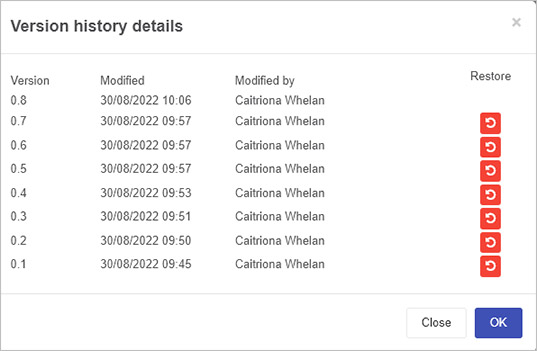 Version history details
×
Version Modified Modified by Restore
0.8 30/08/2022 10:06 Caitriona Whelan
0.7 30/08/2022 09:57 Caitriona Whelan
0.6 30/08/2022 09:57 Caitriona Whelan
0.5 30/08/2022 09:57 Caitriona Whelan
0.4 30/08/2022 09:53 Caitriona Whelan
0.3 30/08/2022 09:51 Caitriona Whelan
0.2 30/08/2022 09:50 Caitriona Whelan
0.1 30/08/2022 09:45 Caitriona Whelan
Close OK